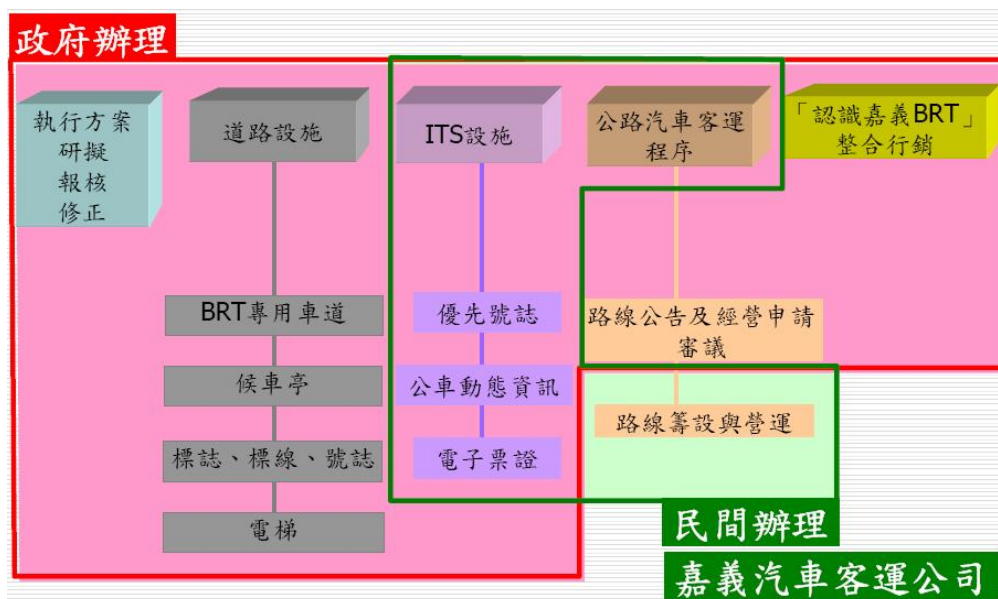 政府辦理
執行方案
研擬
報核
修正
道路設施
ITS設施
公路汽車客運
程序
「認識嘉義BRT」
整合行銷
BRT專用車道
候車亭
標誌、標線、號誌
電梯
優先號誌
公車動態資訊
電子票證
路線公告及經營申請
審議
路線籌設與營運
民間辦理
嘉義汽車客運公司